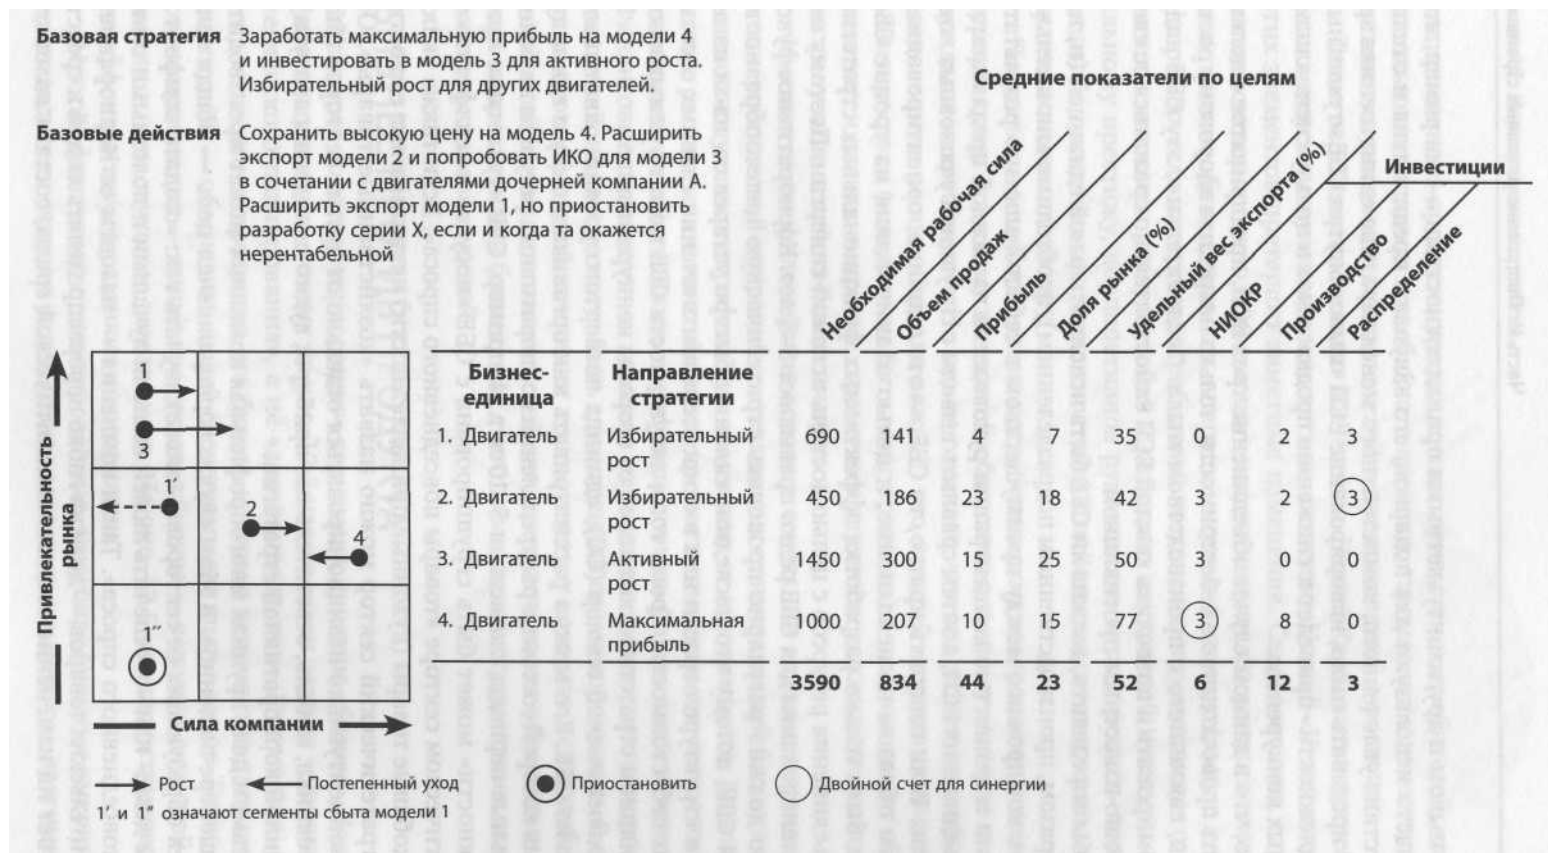 Базовая стратегия Заработать максимальную прибыль на модели 4
и инвестировать в модель 3 для активного роста.
Избирательный рост для других двигателей.
Базовые действия Сохранить высокую цену на модель 4. Расширить
экспорт модели 2 и попробовать ИКО для модели 3
в сочетании с двигателями дочерней компании А.
Расширить экспорт модели 1, но приостановить
разработку серии X, если и когда та окажется
нерентабельной
Средние показатели по целям
Инвестиции
Необходимая рабочая сила
Объем продаж
Прибыль
Доля рынка (%)
Удельный вес экспорта (%)
НИОКР
Производство
Распределение
Привлекательность
рынка
1
3
1′
2
4
1″
Сила компании
Бизнес-
единица
Направление
стратегии
1. Двигатель Избирательный 690 141 4 7 35 0 2 3
рост
2. Двигатель Избирательный 450 186 23 18 42 3 2 3
рост
3. Двигатель Активный 1450 300 15 25 50 3 0 0
рост
4. Двигатель Максимальная 1000 207 10 15 77 3 8 0
прибыль
3590 834 44 23 52 6 12 3
Рост Постепенный уход Приостановить Двойной счет для синергии
1′ и 1″ означают сегменты сбыта модели 1